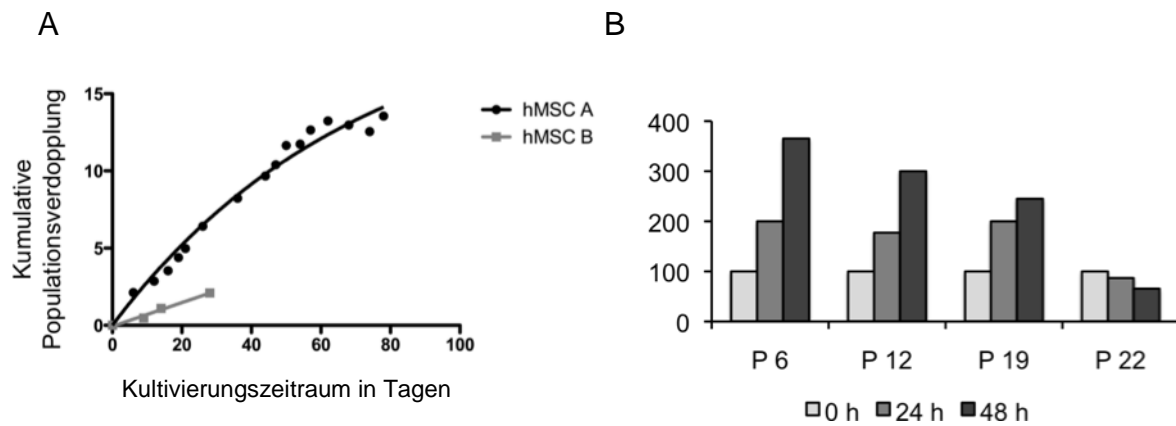 A
Kumulative
Populationsverdopplung
15
10
5
0
0 20 40 60 80 100
Kultivierungszeitraum in Tagen
hMSC A
hMSC B
B
400
300
200
100
0
P 6 P 12 P 19 P 22
0 h 24 h 48 h